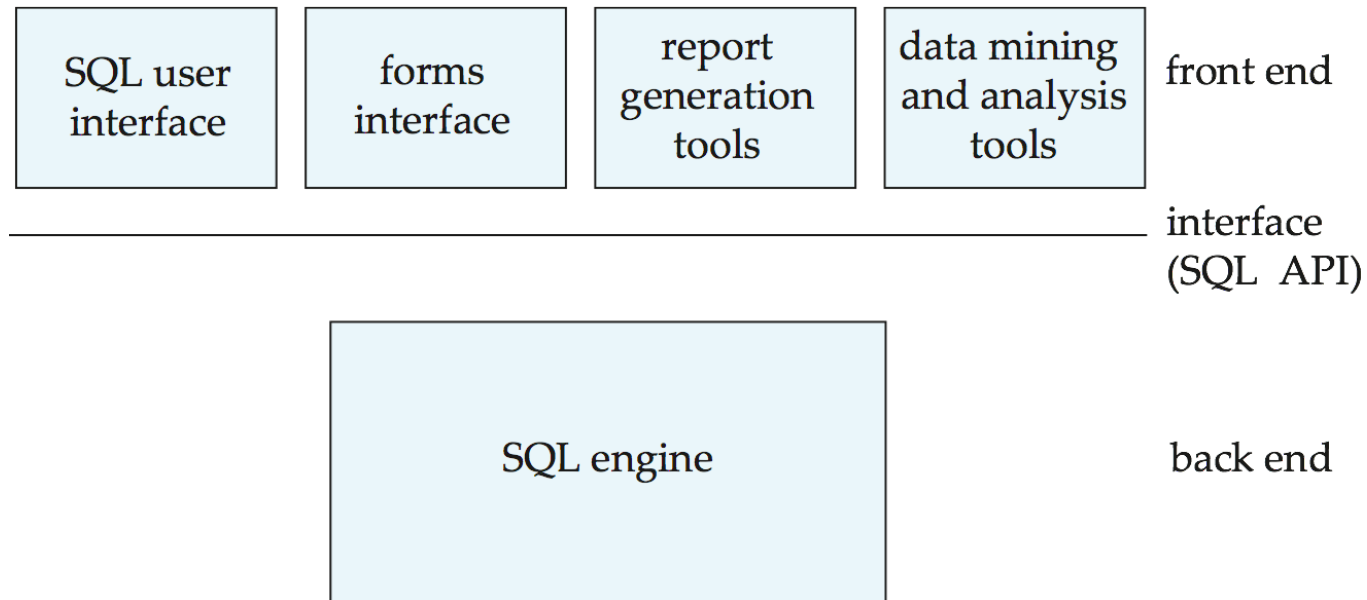 SQL user
interface
forms
interface
report
generation
tools
data mining
and analysis
tools
front end
interface
(SQL API)
SQL engine
back end